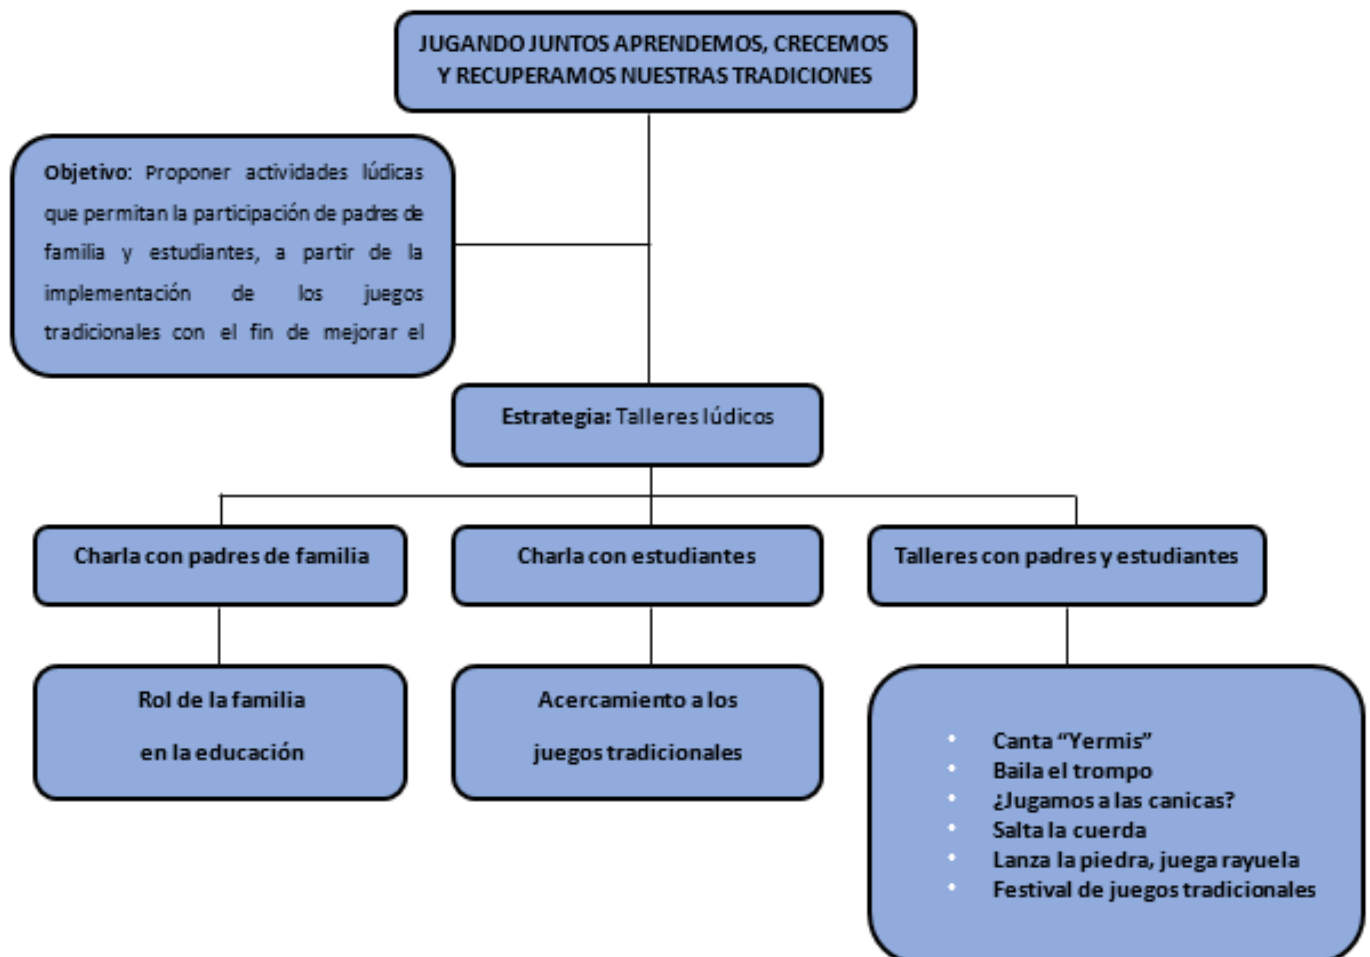 JUGANDO JUNTOS APRENDEMOS, CRECEMOS
Y RECUPERAMOS NUESTRAS TRADICIONES
Objetivo: Proponer actividades lúdicas
que permitan la participación de padres de
familia y estudiantes, a partir de la
implementación de los juegos
tradicionales con el fin de mejorar el
Estrategia: Talleres lúdicos
Charla con padres de familia
Charla con estudiantes
Talleres con padres y estudiantes
Rol de la familia
en la educación
Acercamiento a los
juegos tradicionales
• Canta “Yermis”
• Baila el trompo
• ¿Jugamos a las canicas?
• Salta la cuerda
• Lanza la piedra, juega rayuela
• Festival de juegos tradicionales